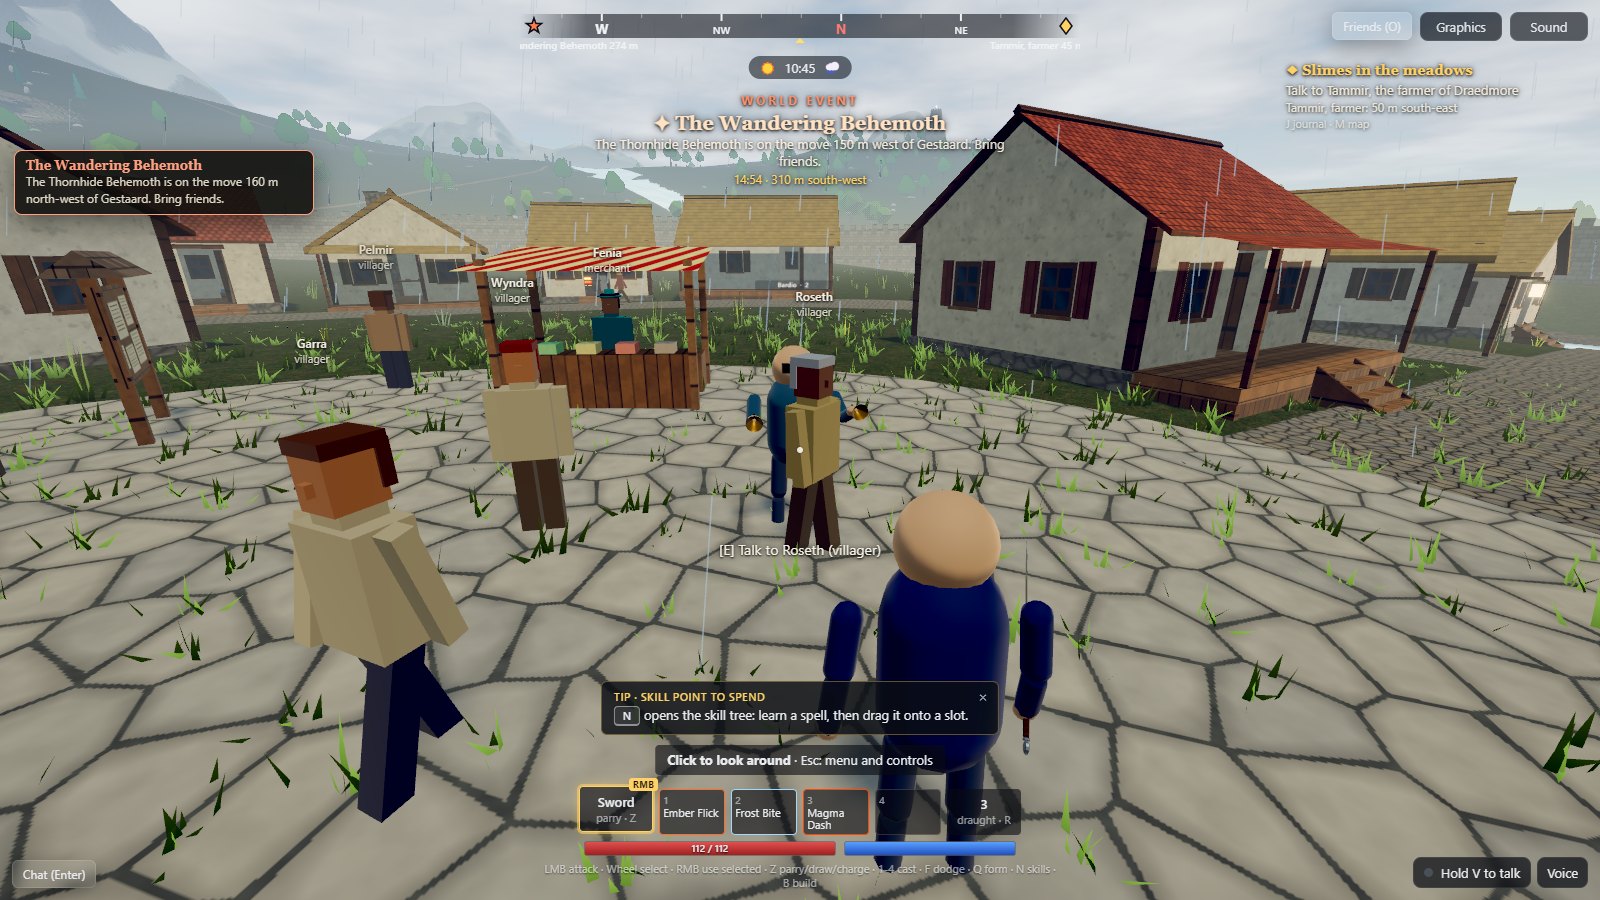 W
NW
N
NE
ndering Behemoth 274 m
Tammir, farmer 45 m
10:45
Friends (O)
Graphics
Sound
WORLD EVENT
✦ The Wandering Behemoth
The Thornhide Behemoth is on the move 150 m west of Gestaard. Bring
friends.
14:54 · 310 m south-west
◆ Slimes in the meadows
Talk to Tammir, the farmer of Draedmore
Tammir, farmer: 50 m south-east
J journal · M map
The Wandering Behemoth
The Thornhide Behemoth is on the move 160 m
north-west of Gestaard. Bring friends.
Pelmir
villager
Fenia
merchant
Wyndra
villager
Bardio · 2
Roseth
villager
Garra
villager
[E] Talk to Roseth (villager)
TIP · SKILL POINT TO SPEND
×
N opens the skill tree: learn a spell, then drag it onto a slot.
Click to look around · Esc: menu and controls
RMB
Sword
parry · Z
1
Ember Flick
2
Frost Bite
3
Magma
Dash
4
3
draught · R
112 / 112
LMB attack · Wheel select · RMB use selected · Z parry/draw/charge · 1-4 cast · F dodge · Q form · N skills ·
B build
Chat (Enter)
Hold V to talk
Voice